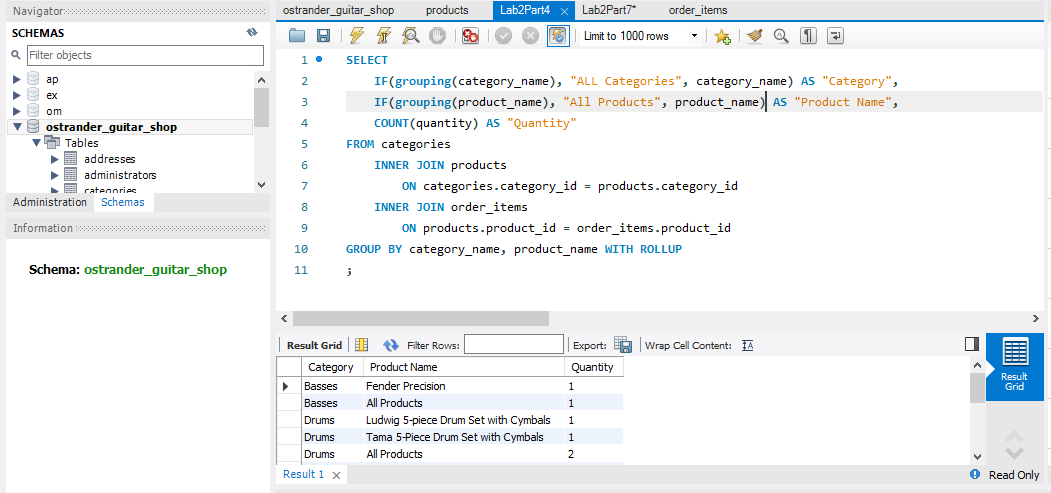 Navigator
SCHEMAS
Filter objects
ap
ex
om
ostrander_guitar_shop
Tables
addresses
administrators
categories
Administration Schemas
Information
Schema: ostrander_guitar_shop
ostrander_guitar_shop products Lab2Part4 Lab2Part7* order_items
Limit to 1000 rows
1 SELECT
2 IF(grouping(category_name), "ALL Categories", category_name) AS "Category",
3 IF(grouping(product_name), "All Products", product_name) AS "Product Name",
4 COUNT(quantity) AS "Quantity"
5 FROM categories
6 INNER JOIN products
7 ON categories.category_id = products.category_id
8 INNER JOIN order_items
9 ON products.product_id = order_items.product_id
10 GROUP BY category_name, product_name WITH ROLLUP
11 ;
Result Grid Filter Rows: Export: Wrap Cell Content:
Category Product Name Quantity
Basses Fender Precision 1
Basses All Products 1
Drums Ludwig 5-piece Drum Set with Cymbals 1
Drums Tama 5-Piece Drum Set with Cymbals 1
Drums All Products 2
Result
Grid
Result 1
Read Only